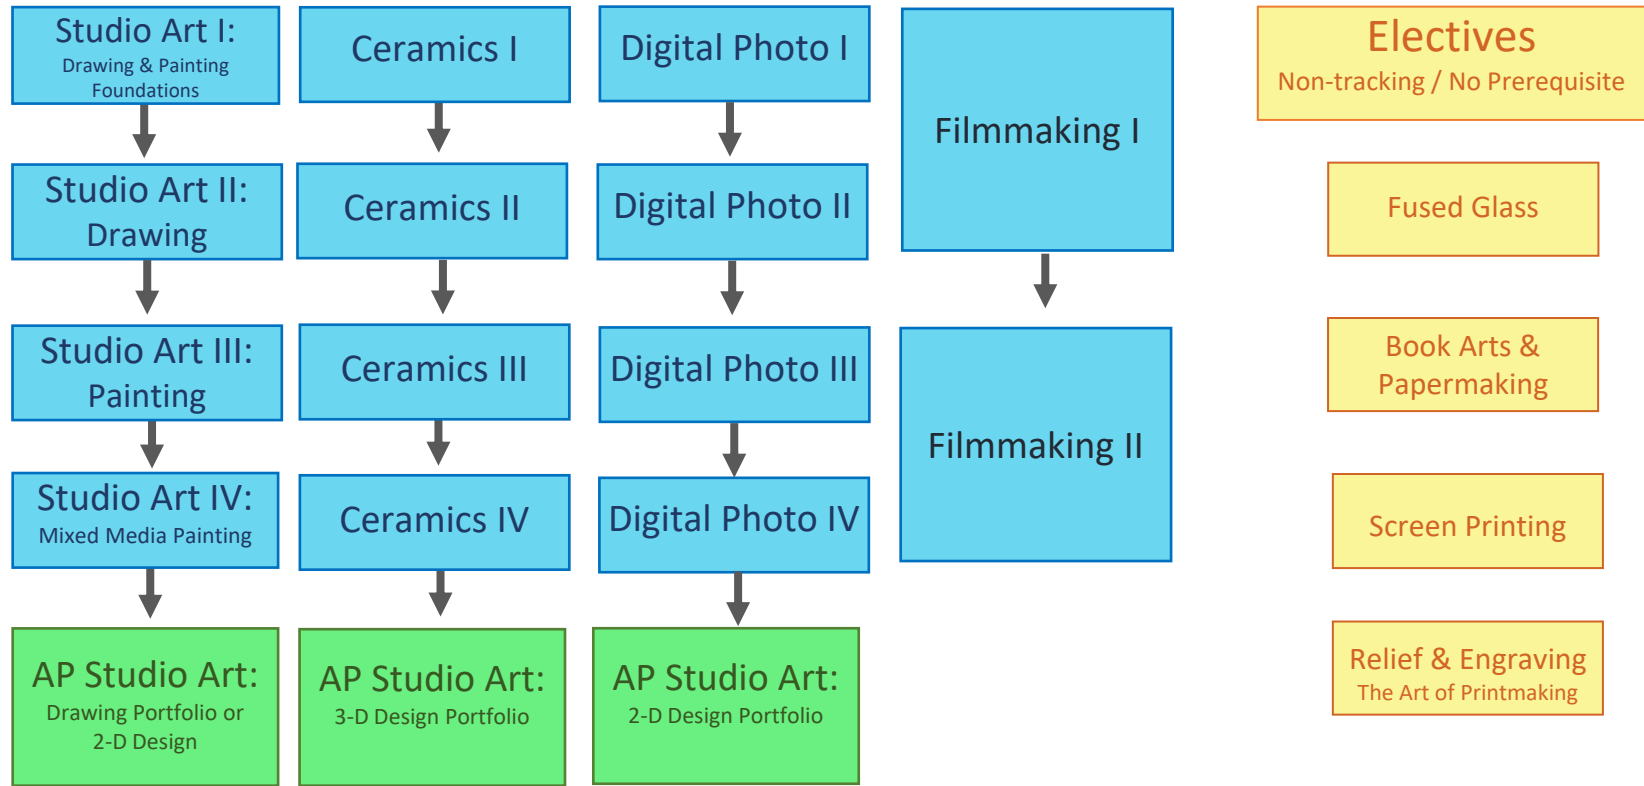 Studio Art I:
Drawing & Painting
Foundations
Studio Art II:
Drawing
Studio Art III:
Painting
Studio Art IV:
Mixed Media Painting
AP Studio Art:
Drawing Portfolio or
2-D Design
Ceramics I
Ceramics II
Ceramics III
Ceramics IV
AP Studio Art:
3-D Design Portfolio
Digital Photo I
Digital Photo II
Digital Photo III
Digital Photo IV
AP Studio Art:
2-D Design Portfolio
Filmmaking I
Filmmaking II
Electives
Non-tracking / No Prerequisite
Fused Glass
Book Arts &
Papermaking
Screen Printing
Relief & Engraving
The Art of Printmaking